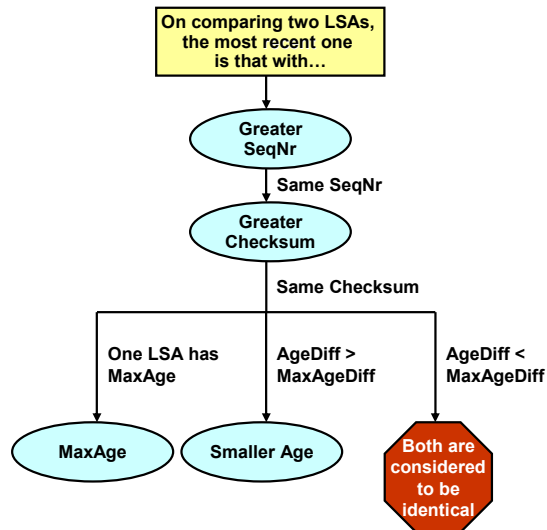 On comparing two LSAs,
the most recent one
is that with…
Greater
SeqNr
Same SeqNr
Greater
Checksum
Same Checksum
One LSA has
MaxAge
AgeDiff >
MaxAgeDiff
AgeDiff <
MaxAgeDiff
MaxAge
Smaller Age
Both are
considered
to be
identical